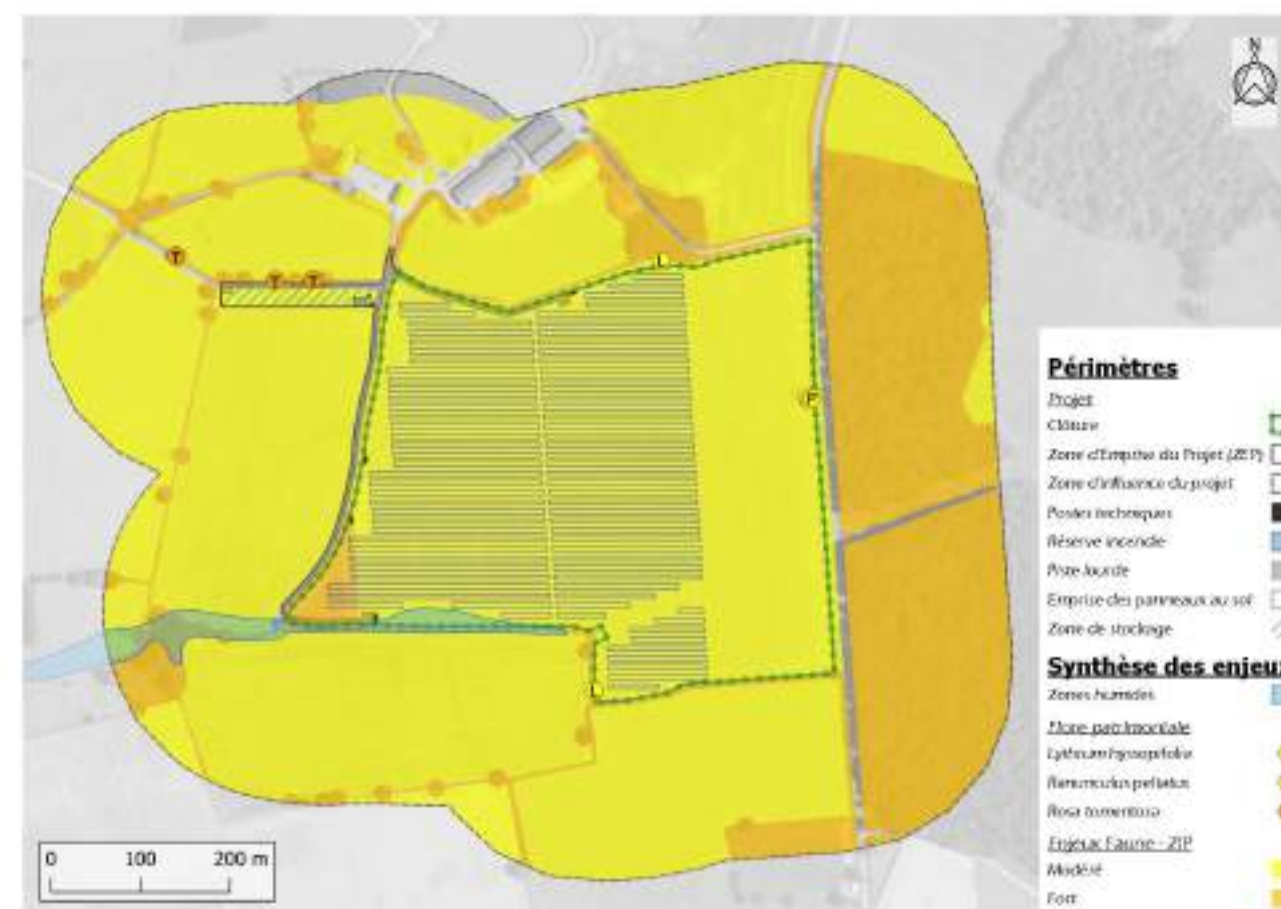 N
T
T
T
L
P
L
0 100 200 m
Périmètres
Projet
Clôture
Zone d'Emprise du Projet (ZEP)
Zone d'influence du projet
Postes techniques
Réserve incendie
Piste lourde
Emprise des panneaux au sol
Zone de stockage
Synthèse des enjeux
Zones humides
Flore patrimoniale
Lythrum hyssopifolia
Ranunculus peltatus
Rosa tomentosa
Enjeux Faune - ZIP
Modéré
Fort